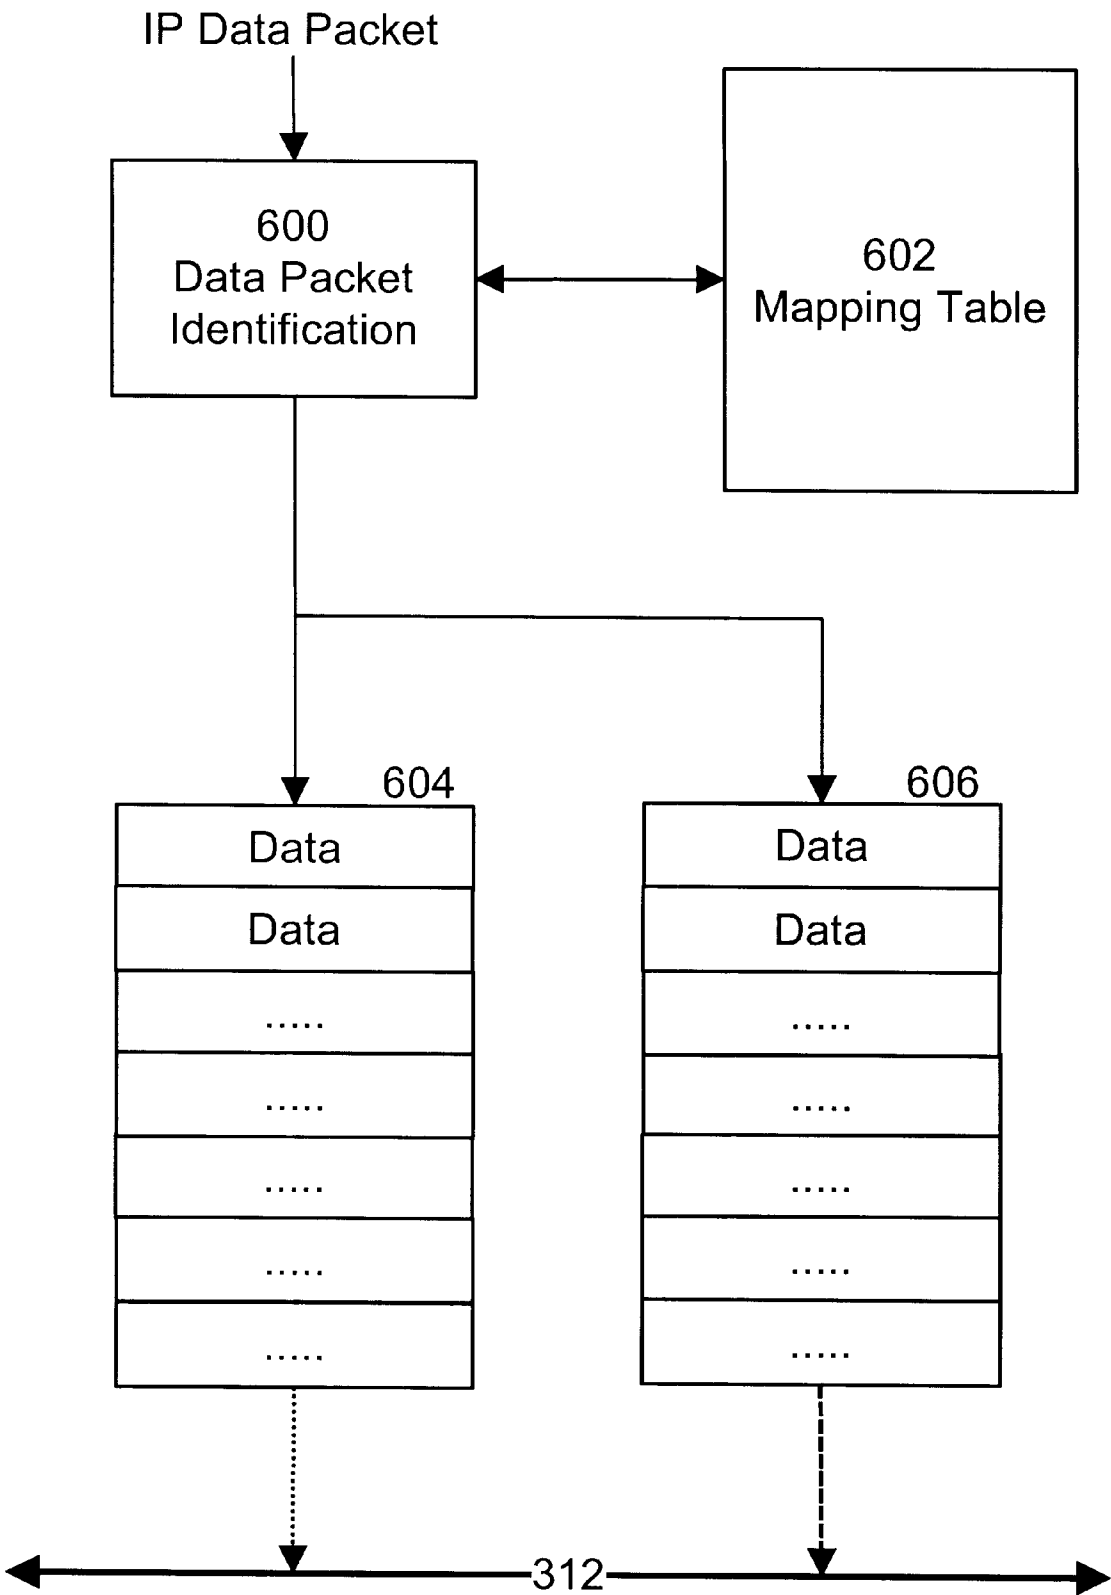 IP Data Packet
600
Data Packet
Identification
602
Mapping Table
604
Data
Data
.....
.....
.....
.....
.....
606
Data
Data
.....
.....
.....
.....
.....
312